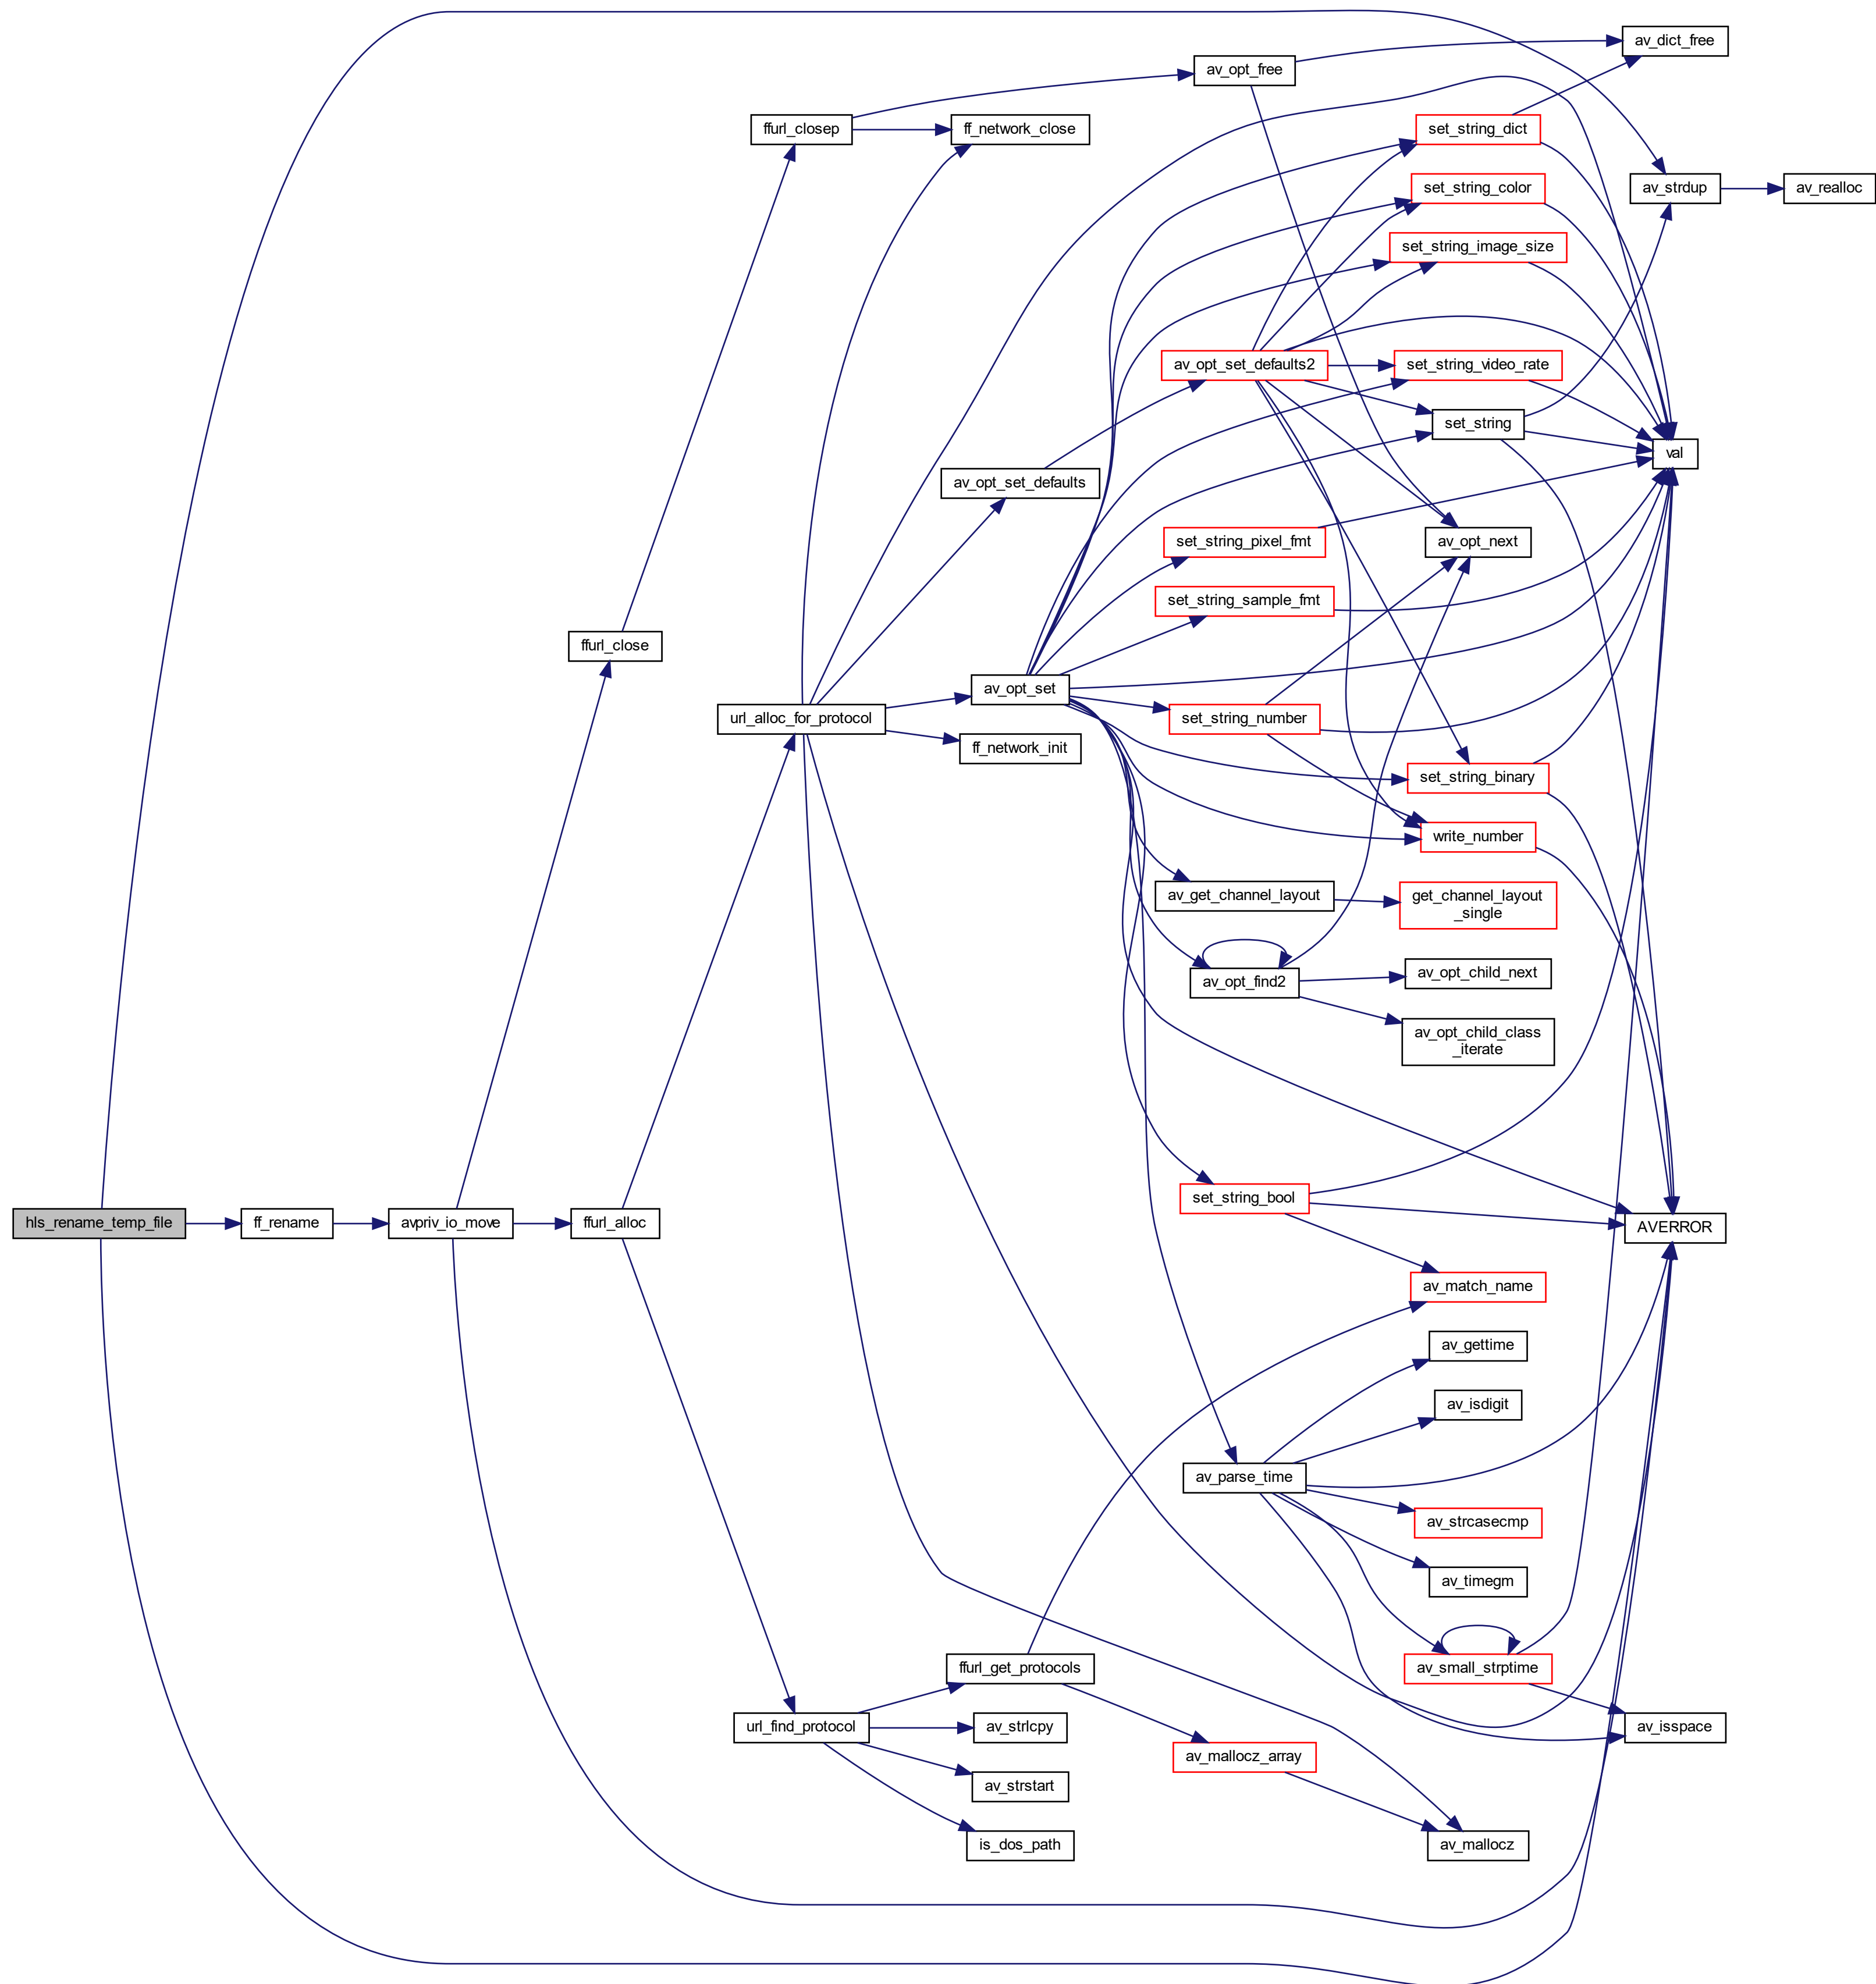 av_dict_free
av_opt_free
ffurl_closep
ff_network_close
set_string_dict
set_string_color
av_strdup
av_realloc
set_string_image_size
av_opt_set_defaults2
set_string_video_rate
set_string
val
av_opt_set_defaults
set_string_pixel_fmt
av_opt_next
set_string_sample_fmt
ffurl_close
av_opt_set
url_alloc_for_protocol
set_string_number
ff_network_init
set_string_binary
write_number
av_get_channel_layout
get_channel_layout
_single
av_opt_find2
av_opt_child_next
av_opt_child_class
_iterate
set_string_bool
hls_rename_temp_file
ff_rename
avpriv_io_move
ffurl_alloc
AVERROR
av_match_name
av_gettime
av_isdigit
av_parse_time
av_strcasecmp
av_timegm
ffurl_get_protocols
av_small_strptime
url_find_protocol
av_strlcpy
av_isspace
av_mallocz_array
av_strstart
is_dos_path
av_mallocz